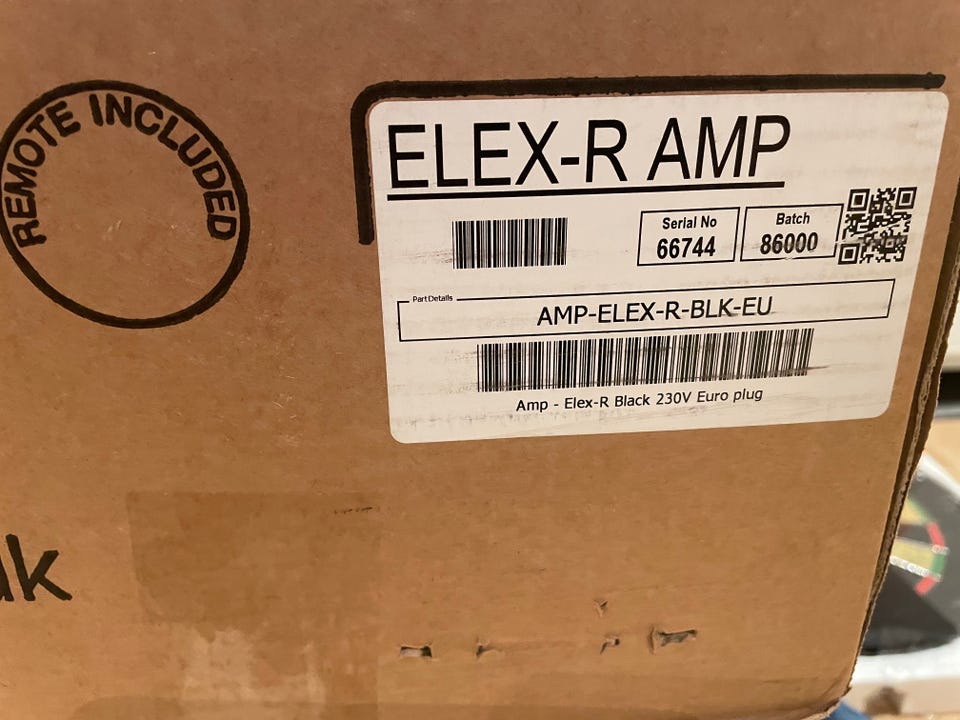 REMOTE INCLUDED
ELEX-R AMP
Serial No
66744
Batch
86000
Part Details
AMP-ELEX-R-BLK-EU
Amp - Elex-R Black 230V Euro plug